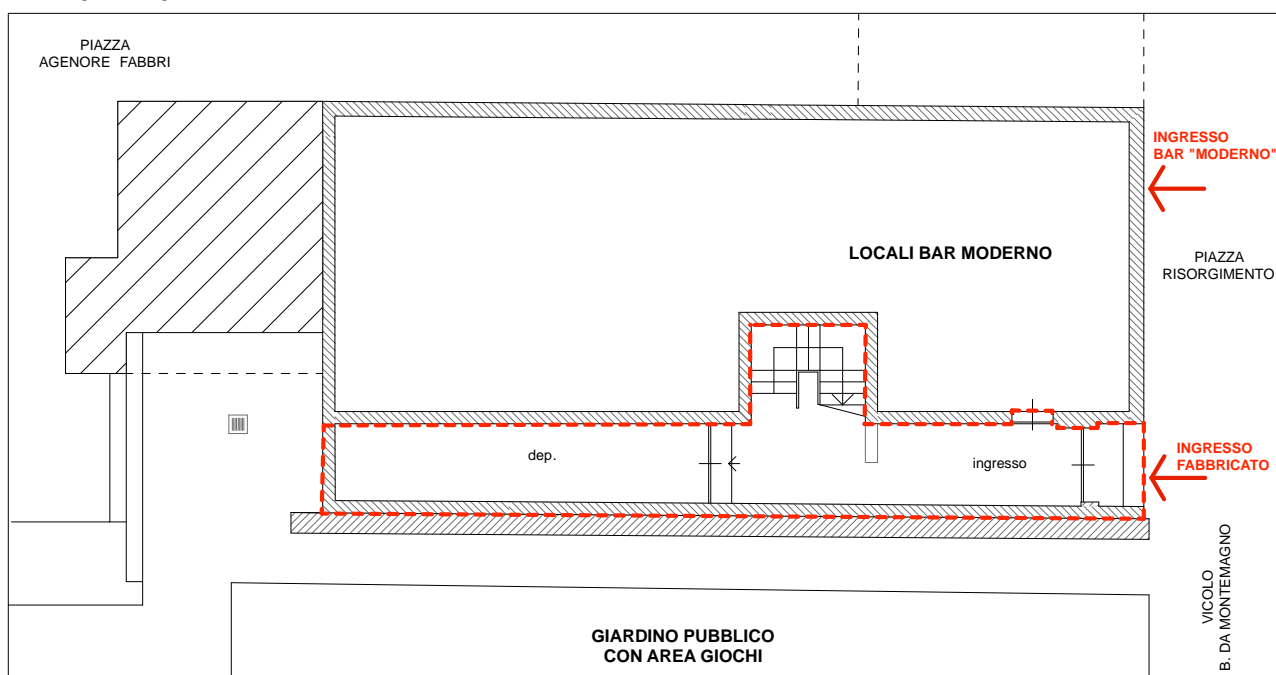 PIAZZA
AGENORE FABBRI
INGRESSO
BAR "MODERNO"
LOCALI BAR MODERNO
PIAZZA
RISORGIMENTO
dep.
ingresso
INGRESSO
FABBRICATO
VICOLO
B. DA MONTEMAGNO
GIARDINO PUBBLICO
CON AREA GIOCHI